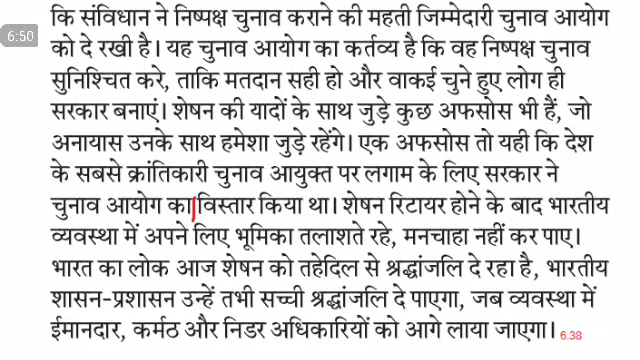 कि संविधान ने निष्पक्ष चुनाव कराने की महती जिम्मेदारी चुनाव आयोग
6:50
को दे रखी है। यह चुनाव आयोग का कर्तव्य है कि वह निष्पक्ष चुनाव
सुनिश्चित करे, ताकि मतदान सही हो और वाकई चुने हुए लोग ही
सरकार बनाएं। शेषन की यादों के साथ जुड़े कुछ अफसोस भी हैं, जो
अनायास उनके साथ हमेशा जुड़े रहेंगे। एक अफसोस तो यही कि देश
के सबसे क्रांतिकारी चुनाव आयुक्त पर लगाम के लिए सरकार ने
चुनाव आयोग का विस्तार किया था। शेषन रिटायर होने के बाद भारतीय
व्यवस्था में अपने लिए भूमिका तलाशते रहे, मनचाहा नहीं कर पाए।
भारत का लोक आज शेषन को तहेदिल से श्रद्धांजलि दे रहा है, भारतीय
शासन-प्रशासन उन्हें तभी सच्ची श्रद्धांजलि दे पाएगा, जब व्यवस्था में
ईमानदार, कर्मठ और निडर अधिकारियों को आगे लाया जाएगा। 6.38